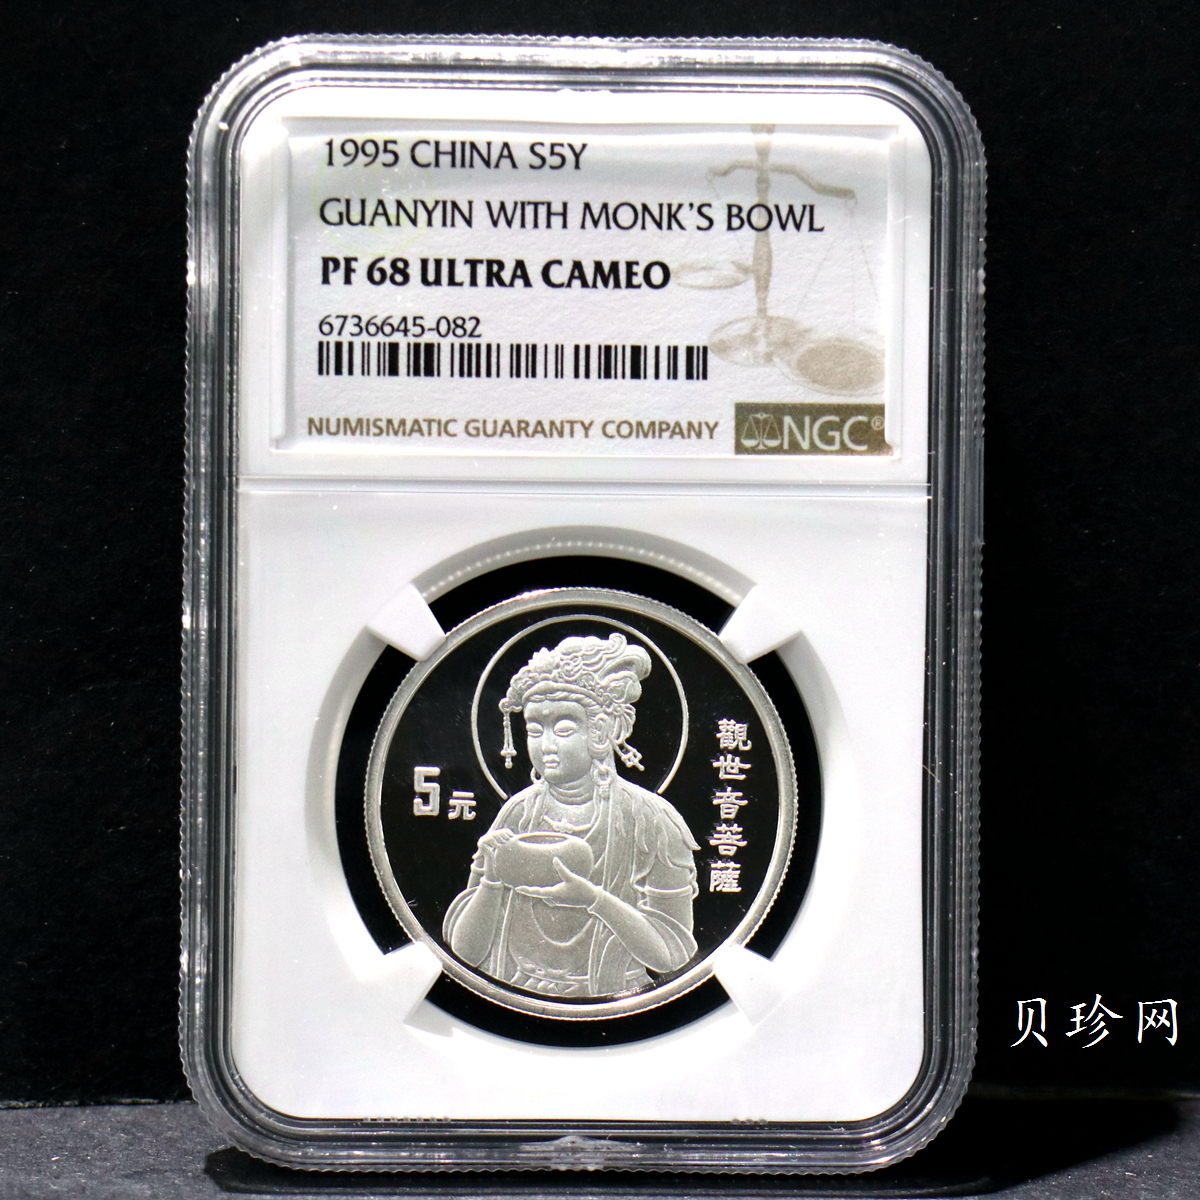 1995 CHINA S5Y
GUANYIN WITH MONK'S BOWL
PF 68 ULTRA CAMEO
6736645-082
NUMISMATIC GUARANTY COMPANY
NGC®
5元
觀世音菩薩
贝珍网